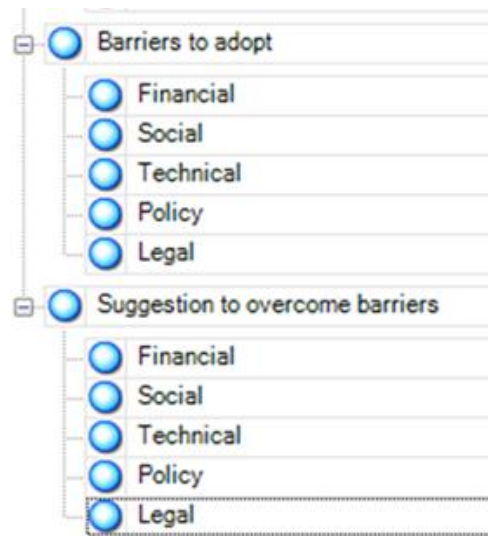 Barriers to adopt
Financial
Social
Technical
Policy
Legal
Suggestion to overcome barriers
Financial
Social
Technical
Policy
Legal